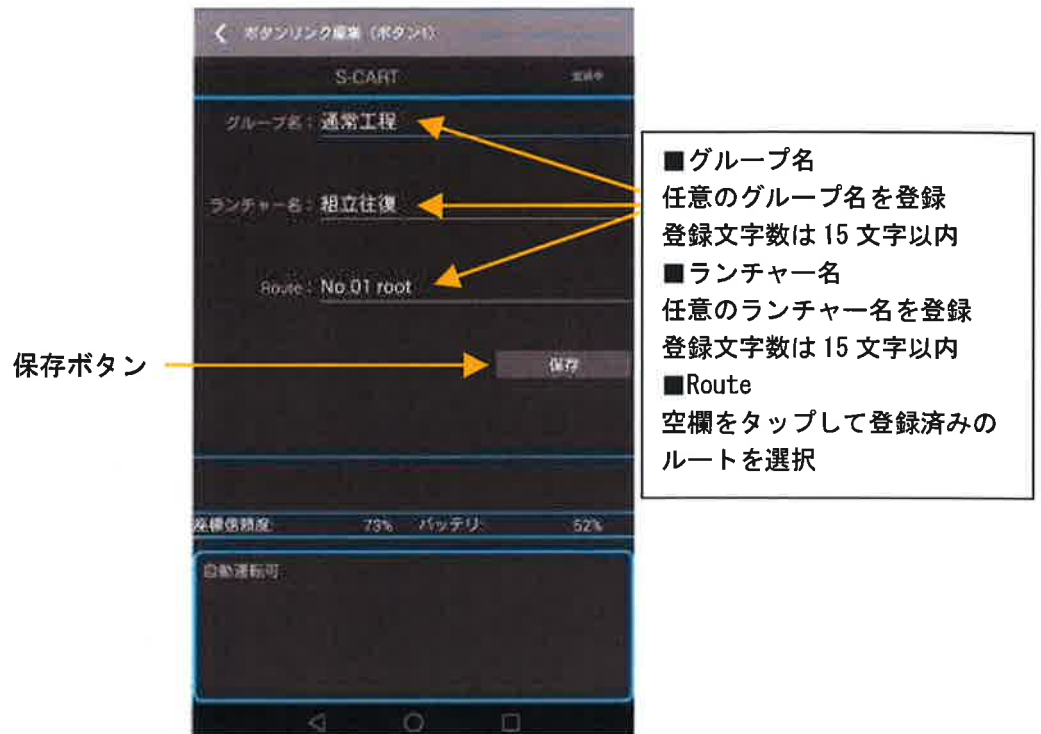 ボタンリンク編集（ボタン1）
S-CART
グループ名：通常工程
ランチャー名：組立往復
Route：No.01 root
保存ボタン
保存
■グループ名
任意のグループ名を登録
登録文字数は15文字以内
■ランチャー名
任意のランチャー名を登録
登録文字数は15文字以内
■Route
空欄をタップして登録済みの
ルートを選択
座標信頼度 73% バッテリ 52%
自動運転可